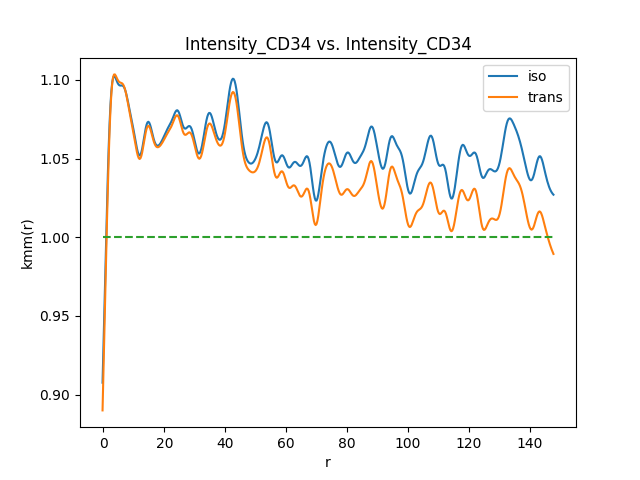 Intensity_CD34 vs. Intensity_CD34
iso
trans
1.10
1.05
1.00
0.95
0.90
kmm(r)
0 20 40 60 80 100 120 140
r